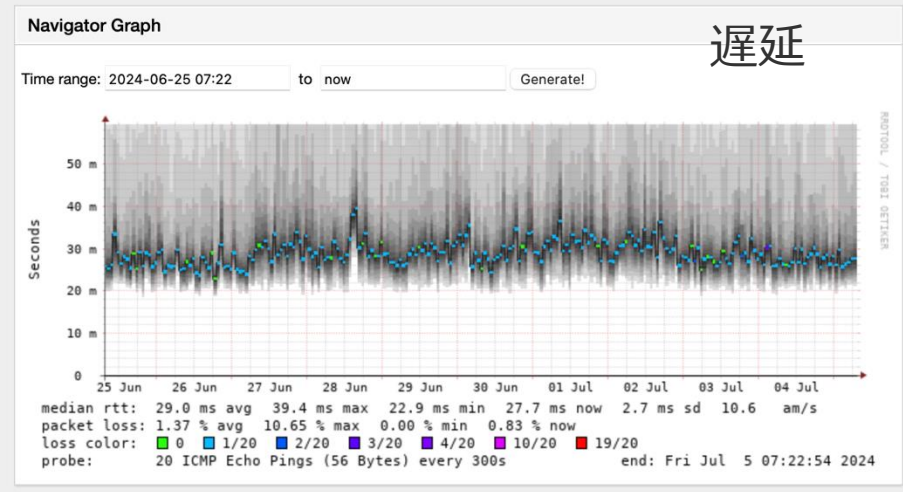 Navigator Graph
遅延
Time range: 2024-06-25 07:22 to now Generate!
RRDTOOL / TOBI OETIKER
Seconds
50 m
40 m
30 m
20 m
10 m
0
25 Jun 26 Jun 27 Jun 28 Jun 29 Jun 30 Jun 01 Jul 02 Jul 03 Jul 04 Jul
median rtt: 29.0 ms avg 39.4 ms max 22.9 ms min 27.7 ms now 2.7 ms sd 10.6 am/s
packet loss: 1.37 % avg 10.65 % max 0.00 % min 0.83 % now
loss color: 0 1/20 2/20 3/20 4/20 10/20 19/20
probe: 20 ICMP Echo Pings (56 Bytes) every 300s end: Fri Jul 5 07:22:54 2024